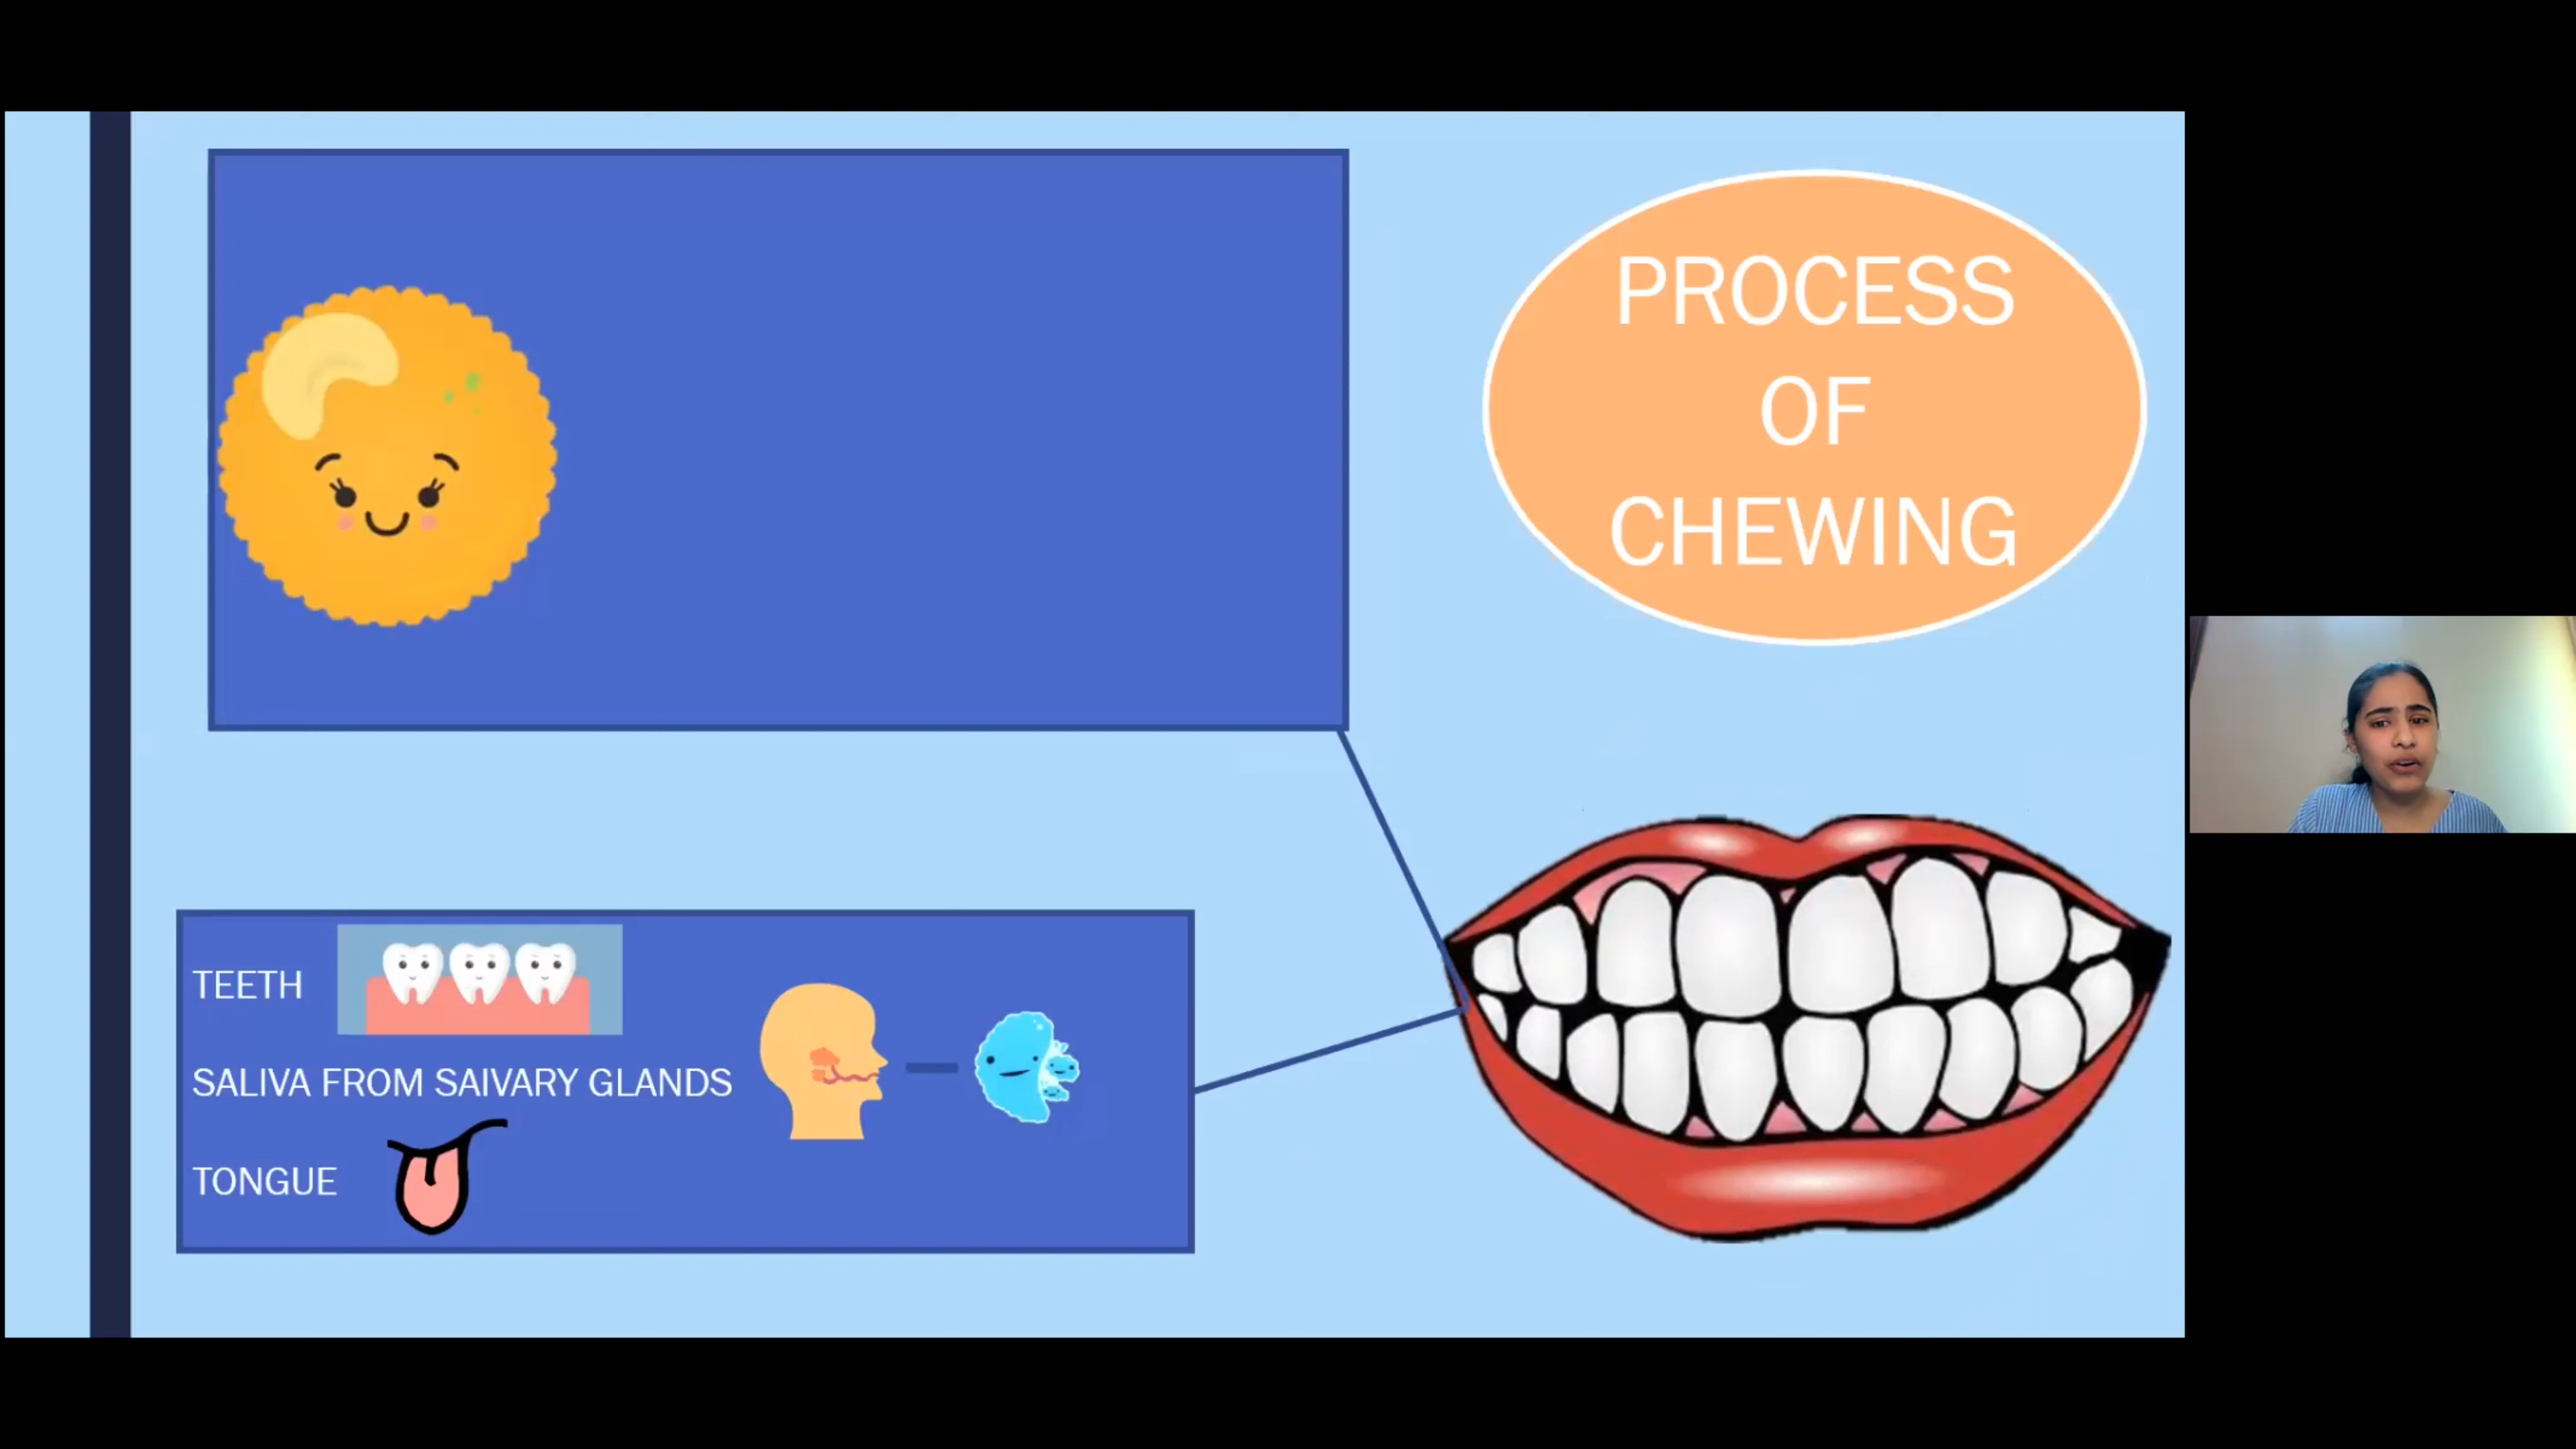 PROCESS
OF
CHEWING
TEETH
SALIVA FROM SAIVARY GLANDS
TONGUE